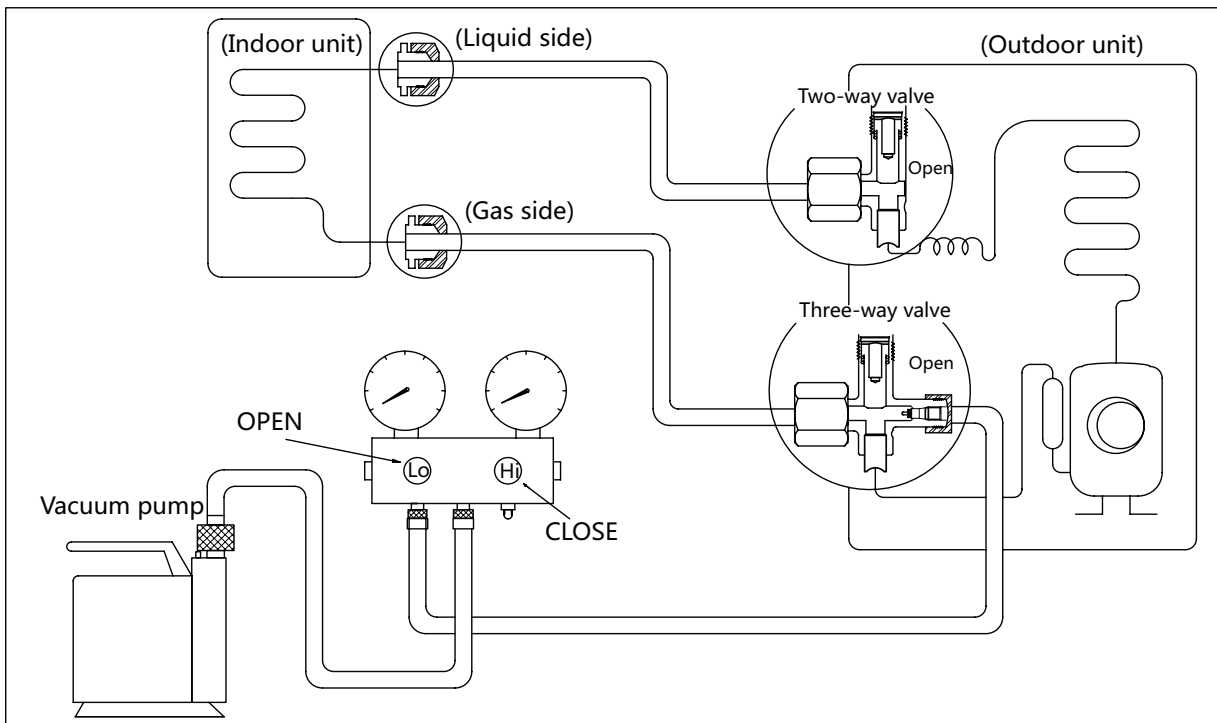 (Indoor unit)
(Liquid side)
(Outdoor unit)
Two-way valve
Open
(Gas side)
Three-way valve
Open
OPEN
Lo
Hi
Vacuum pump
CLOSE